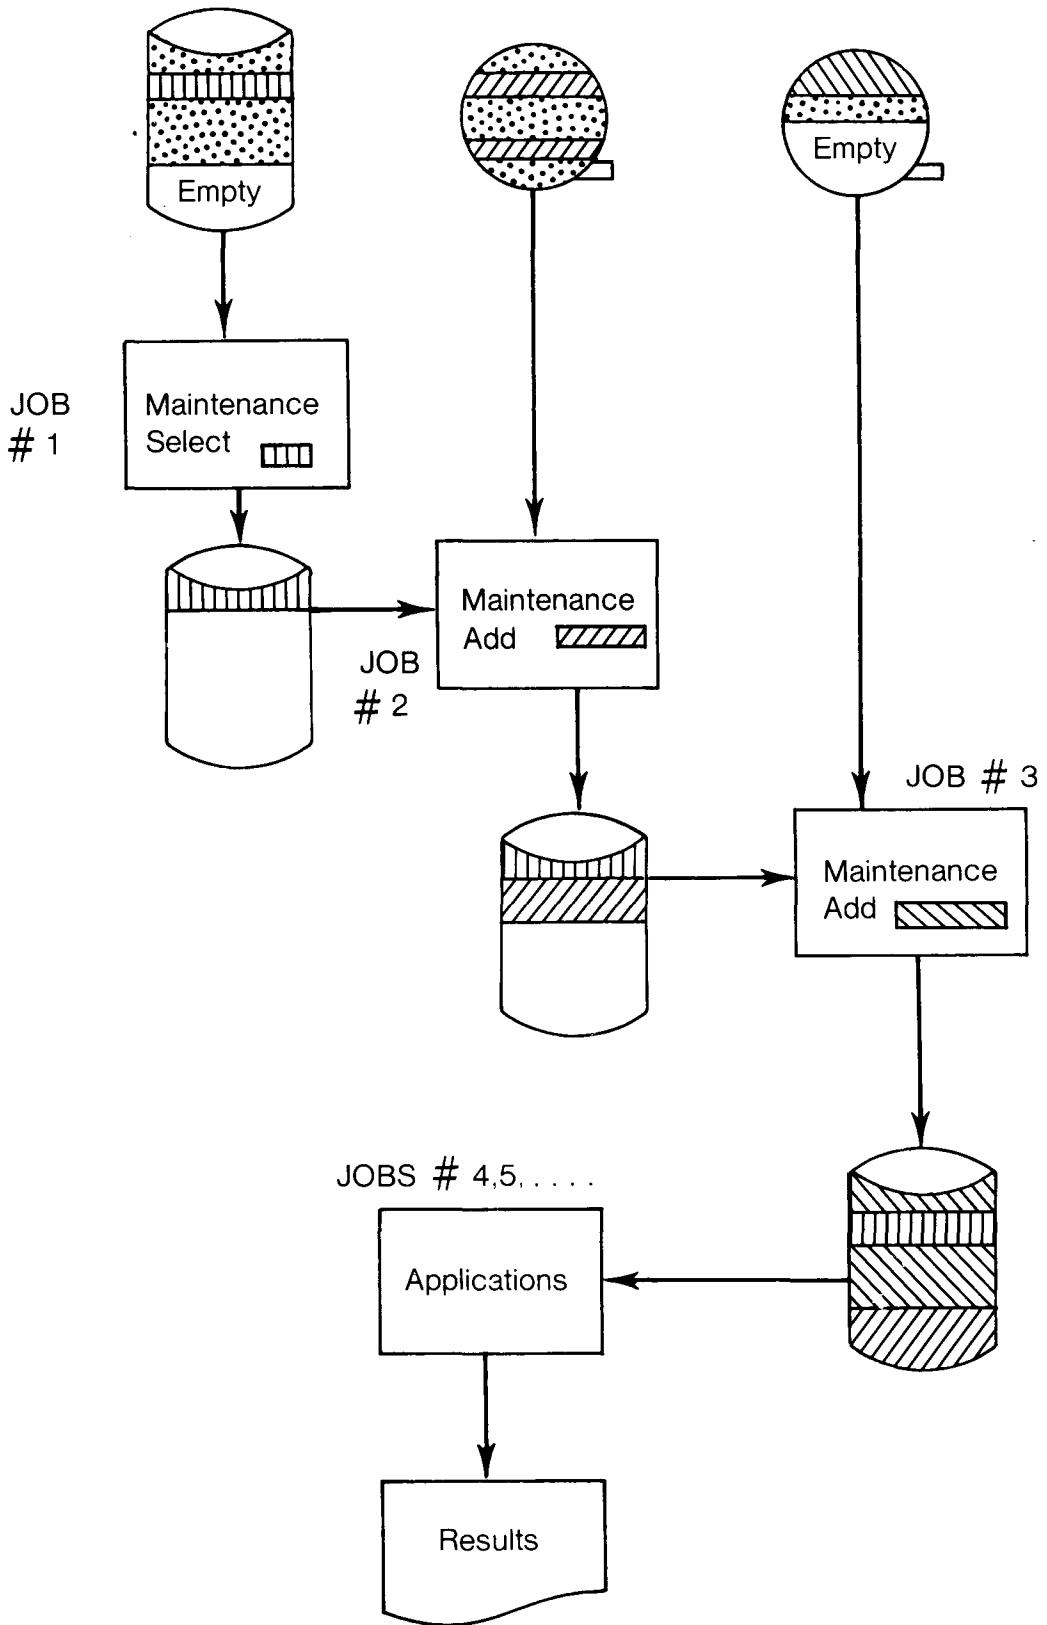 Empty
Empty
JOB
# 1
Maintenance
Select
Maintenance
Add
JOB
# 2
JOB # 3
Maintenance
Add
JOBS # 4,5, . . . . .
Applications
Results